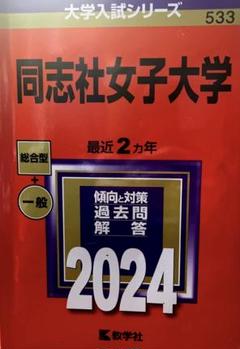 大学入試シリーズ
533
同志社女子大学
最近2ヵ年
総合型
+
一般
傾向と対策
過去問
解答
2024
教学社